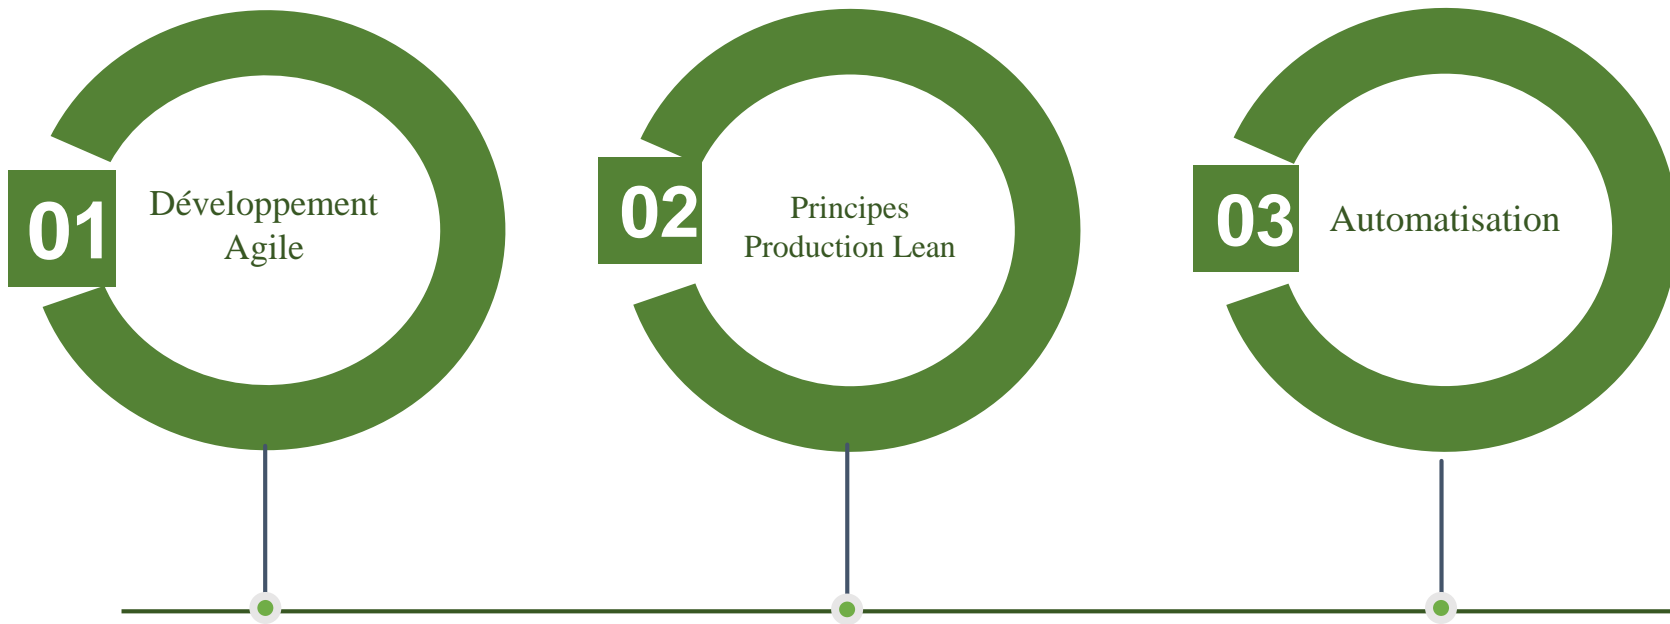 01
Développement
Agile
02
Principes
Production Lean
03
Automatisation